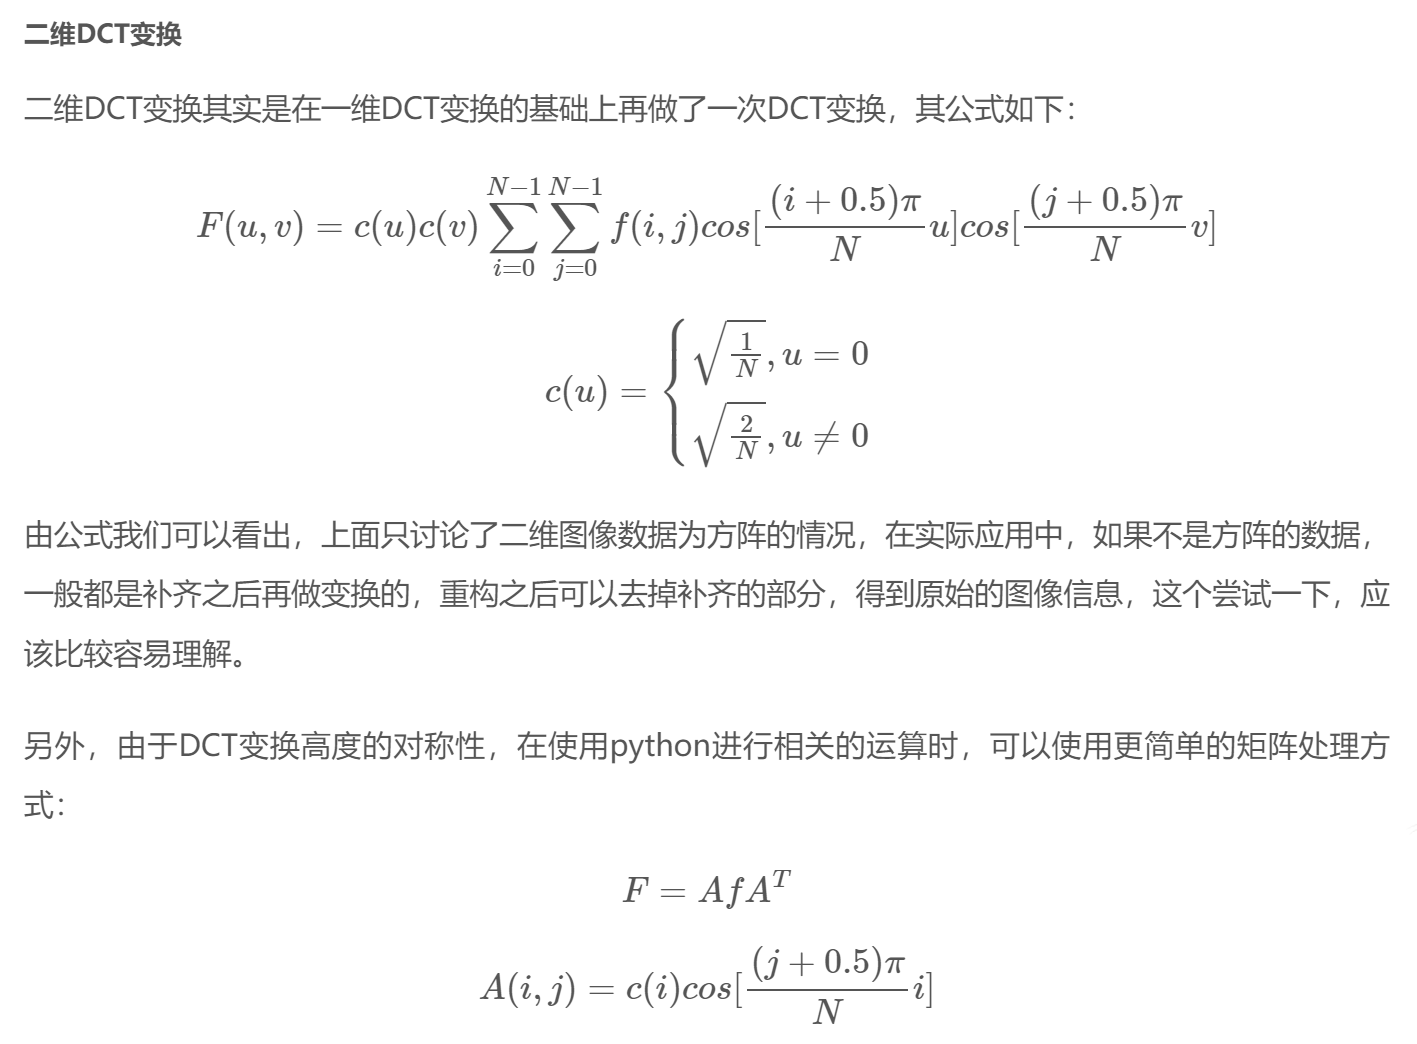 二维DCT变换
二维DCT变换其实是在一维DCT变换的基础上再做了一次DCT变换，其公式如下：
$F(u,v)=c(u)c(v)\sum_{i=0}^{N-1}\sum_{j=0}^{N-1}f(i,j)cos[\frac{(i+0.5)\pi}{N}u]cos[\frac{(j+0.5)\pi}{N}v]$
$c(u)=\begin{cases}\sqrt{\frac{1}{N}},u=0\\\sqrt{\frac{2}{N}},u\neq0\end{cases}$
由公式我们可以看出，上面只讨论了二维图像数据为方阵的情况，在实际应用中，如果不是方阵的数据，
一般都是补齐之后再做变换的，重构之后可以去掉补齐的部分，得到原始的图像信息，这个尝试一下，应
该比较容易理解。
另外，由于DCT变换高度的对称性，在使用python进行相关的运算时，可以使用更简单的矩阵处理方
式：
$F=AfA^{T}$
$A(i,j)=c(i)cos[\frac{(j+0.5)\pi}{N}i]$